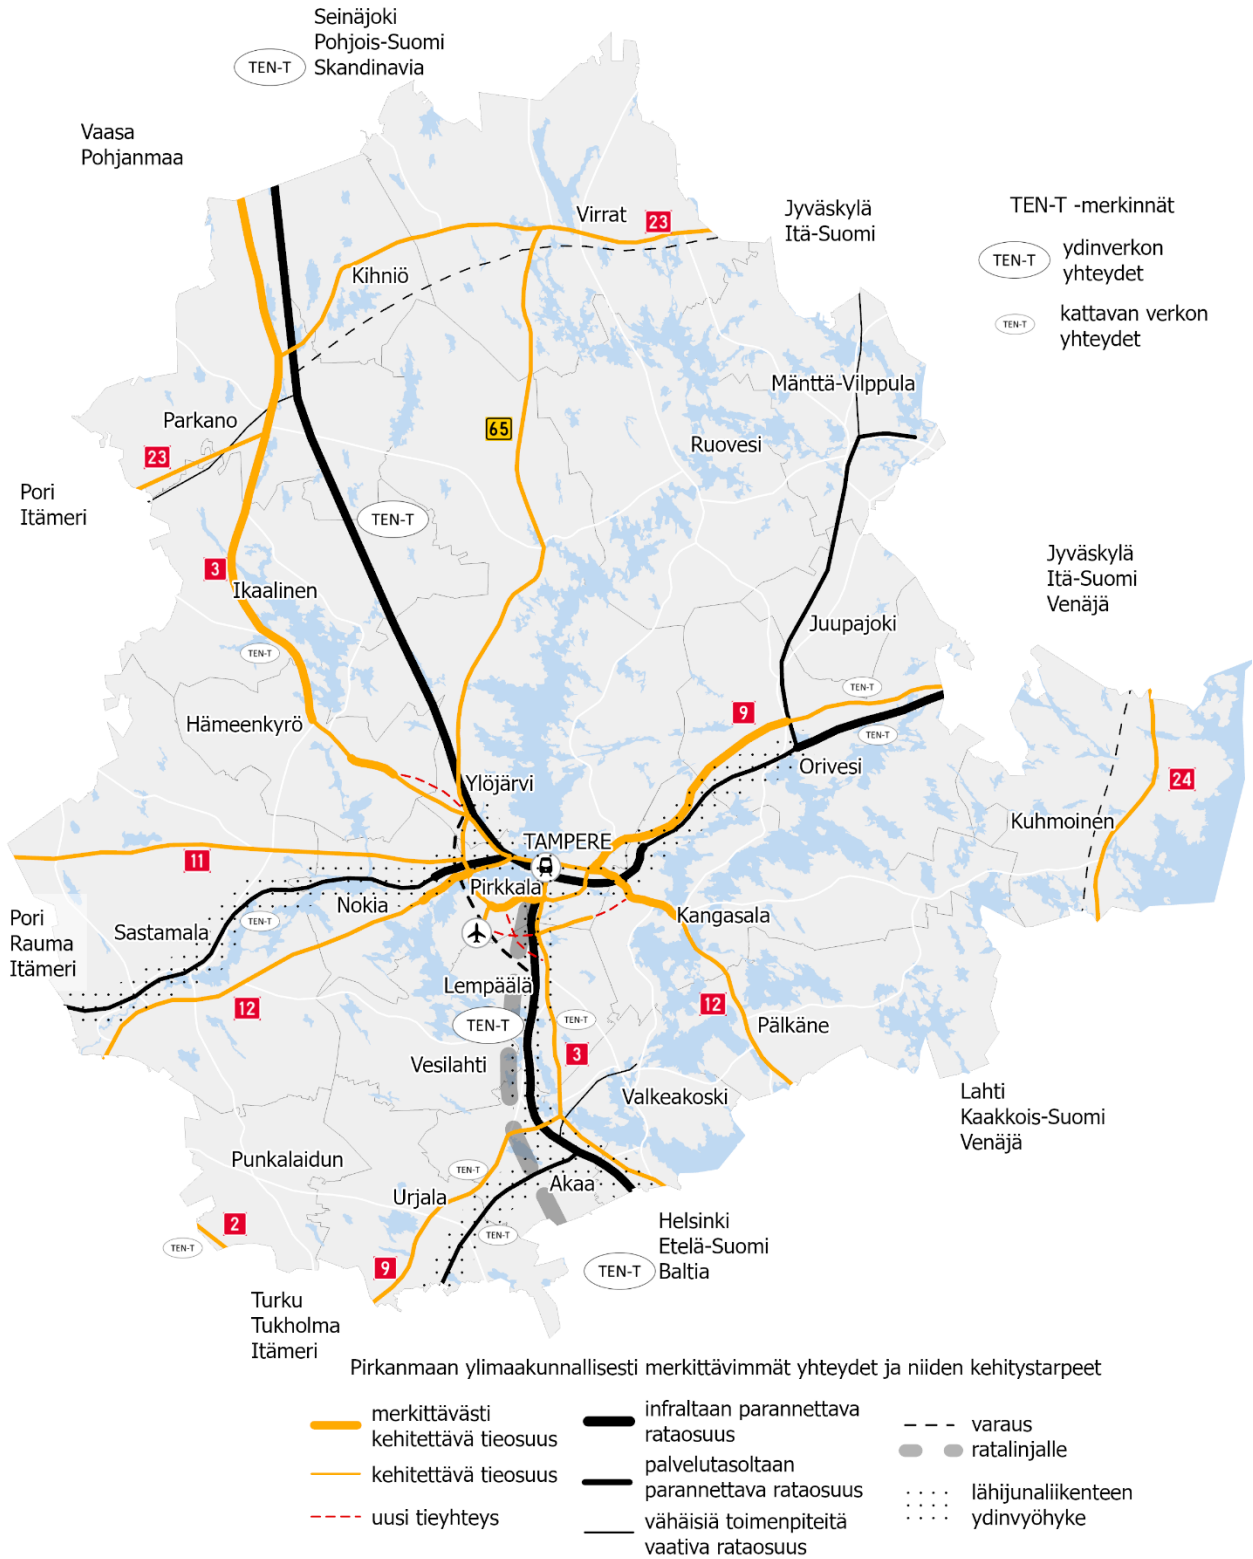 Seinäjoki
Pohjois-Suomi
Skandinavia
TEN-T
Vaasa
Pohjanmaa
Jyväskylä
Itä-Suomi
TEN-T -merkinnät
TEN-T
ydinverkon
yhteydet
TEN-T
kattavan verkon
yhteydet
Virrat
23
Kihniö
Mänttä-Vilppula
Parkano
65
Ruovesi
23
Pori
Itämeri
TEN-T
Jyväskylä
Itä-Suomi
Venäjä
3
Ikaalinen
Juupajoki
TEN-T
TEN-T
Hämeenkyrö
9
TEN-T
Orivesi
24
Ylöjärvi
Kuhmoinen
TAMPERE
11
Pirkkala
Nokia
Kangasala
Pori
Rauma
Itämeri
Sastamala
TEN-T
Lempäälä
12
12
TEN-T
TEN-T
Pälkäne
Vesilahti
3
Valkeakoski
Lahti
Kaakkois-Suomi
Venäjä
Punkalaidun
TEN-T
Akaa
Urjala
2
TEN-T
TEN-T
9
Helsinki
Etelä-Suomi
Baltia
TEN-T
Turku
Tukholma
Itämeri
Pirkanmaan ylimaakunnallisesti merkittävimmät yhteydet ja niiden kehitystarpeet
merkittävästi
kehitettävä tieosuus
kehitettävä tieosuus
uusi tieyhteys
infraltaan parannettava
rataosuus
palvelutasoltaan
parannettava rataosuus
vähäisiä toimenpiteitä
vaativa rataosuus
varaus
ratalinjalle
lähijunaliikenteen
ydinvyöhyke